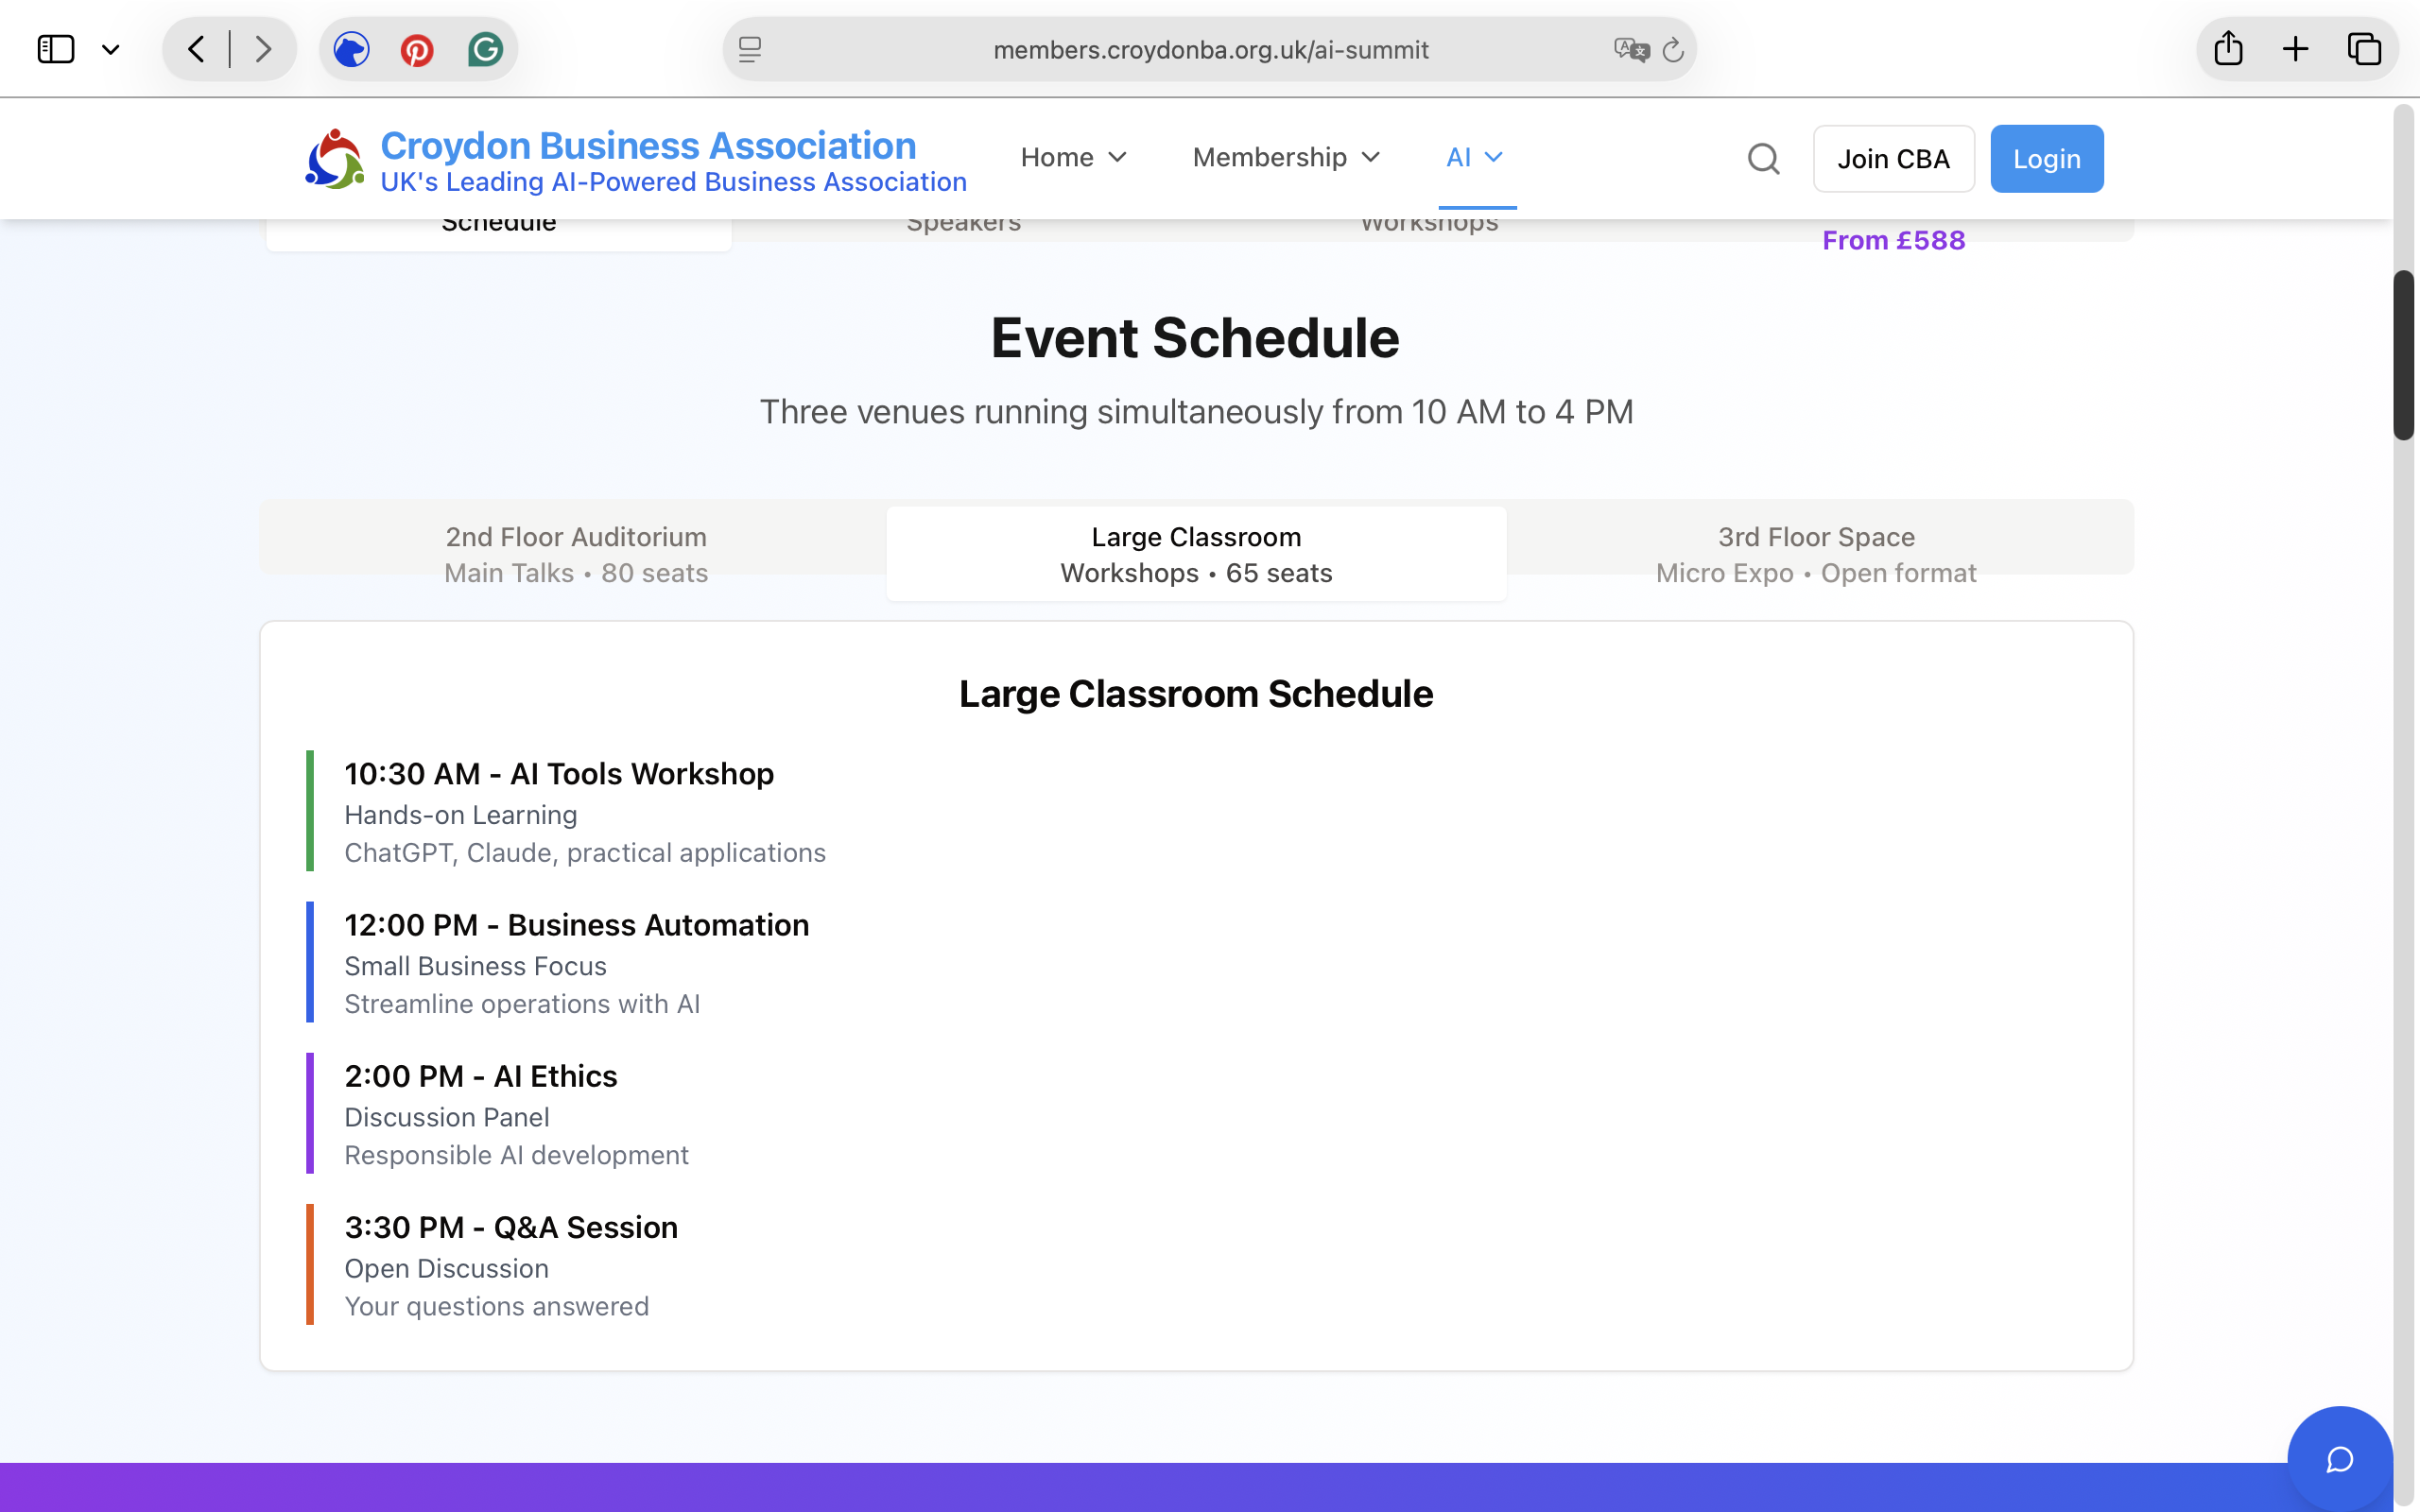 members.croydonba.org.uk/ai-summit
Croydon Business Association
UK's Leading AI-Powered Business Association
Home
Membership
AI
Join CBA
Login
Schedule
Speakers
Workshops
From £588
Event Schedule
Three venues running simultaneously from 10 AM to 4 PM
2nd Floor Auditorium
Main Talks • 80 seats
Large Classroom
Workshops • 65 seats
3rd Floor Space
Micro Expo • Open format
Large Classroom Schedule
10:30 AM - AI Tools Workshop
Hands-on Learning
ChatGPT, Claude, practical applications
12:00 PM - Business Automation
Small Business Focus
Streamline operations with AI
2:00 PM - AI Ethics
Discussion Panel
Responsible AI development
3:30 PM - Q&A Session
Open Discussion
Your questions answered